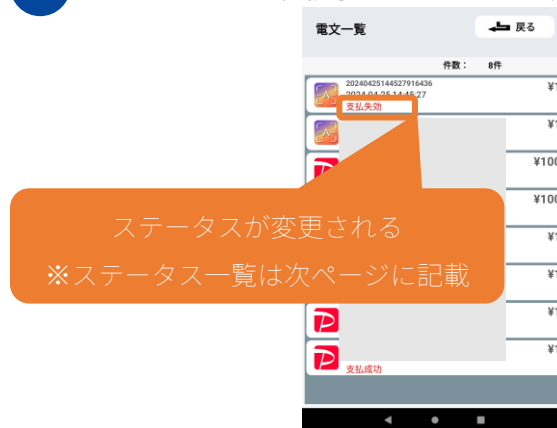 電文一覧
戻る
件数： 8件
20240425144527916436
2024-04-25 14:45:27
支払失効
¥1
¥1
¥100
¥100
¥1
¥1
¥1
¥1
支払成功
ステータスが変更される
※ステータス一覧は次ページに記載